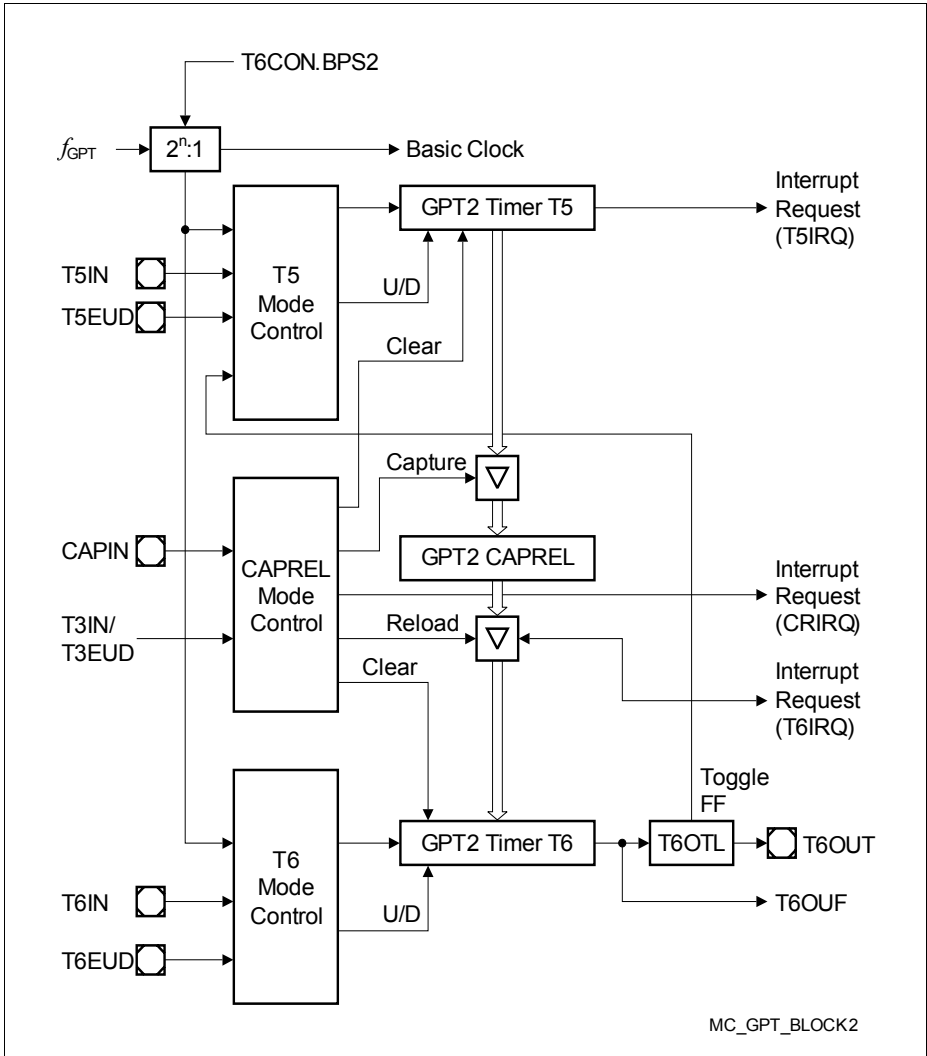 T6CON.BPS2
fGPT
2n:1
Basic Clock
GPT2 Timer T5
Interrupt
Request
(T5IRQ)
T5IN
T5
Mode
Control
U/D
T5EUD
Clear
Capture
CAPIN
CAPREL
Mode
Control
GPT2 CAPREL
Interrupt
Request
(CRIRQ)
T3IN/
T3EUD
Reload
Clear
Interrupt
Request
(T6IRQ)
Toggle
FF
GPT2 Timer T6
T6OTL
T6OUT
T6
Mode
Control
T6IN
U/D
T6OUF
T6EUD
MC_GPT_BLOCK2